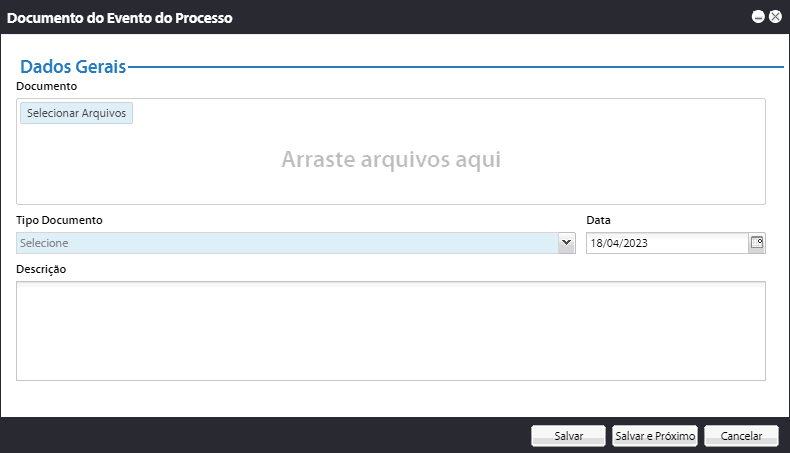 Documento do Evento do Processo
Dados Gerais
Documento
Selecionar Arquivos
Arraste arquivos aqui
Tipo Documento
Data
Selecione
18/04/2023
Descrição
Salvar
Salvar e Próximo
Cancelar